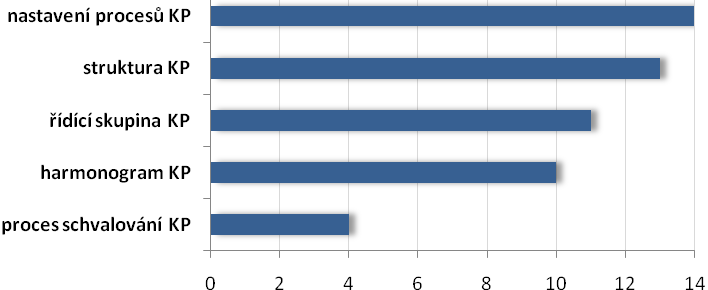 nastavení procesů KP
struktura KP
řídící skupina KP
harmonogram KP
proces schvalování KP
0 2 4 6 8 10 12 14